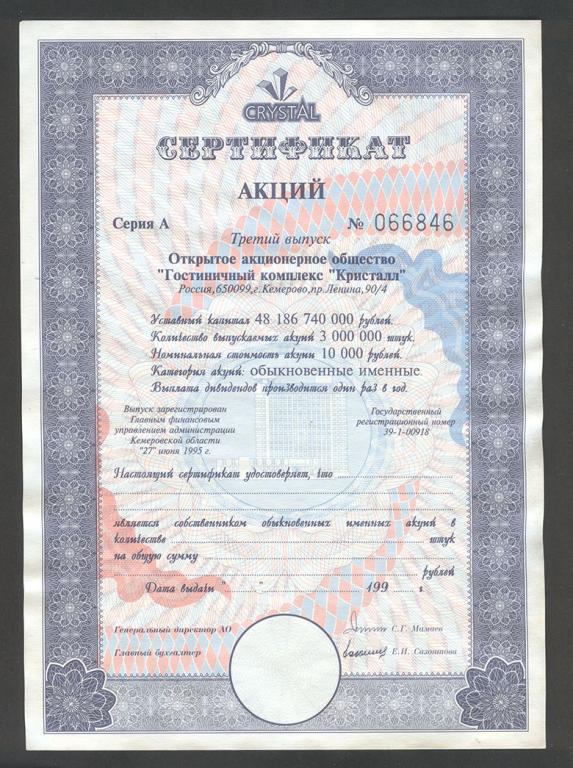 CRYSTAL
СЕРТИФИКАТ
АКЦИЙ
Серия А № 066846
Третий выпуск
Открытое акционерное общество
"Гостиничный комплекс "Кристалл"
Россия,650099,г.Кемерово,пр.Ленина,90/4
Уставный капитал 48 186 740 000 рублей.
Количество выпускаемых акций 3 000 000 штук.
Номинальная стоимость акции 10 000 рублей.
Категория акций: обыкновенные именные.
Выплата дивидендов производится один раз в год.
Выпуск зарегистрирован
Главным финансовым
управлением администрации
Кемеровской области
"27" июня 1995 г.
Государственный
регистрационный номер
39-1-00918
Настоящий сертификат удостоверяет, что
является собственником обыкновенных именных акций в
количестве штук
на общую сумму
рублей
Дата выдачи " " 199 г.
Генеральный директор АО С.Г. Мамаев
Главный бухгалтер Е.И. Сазонтова